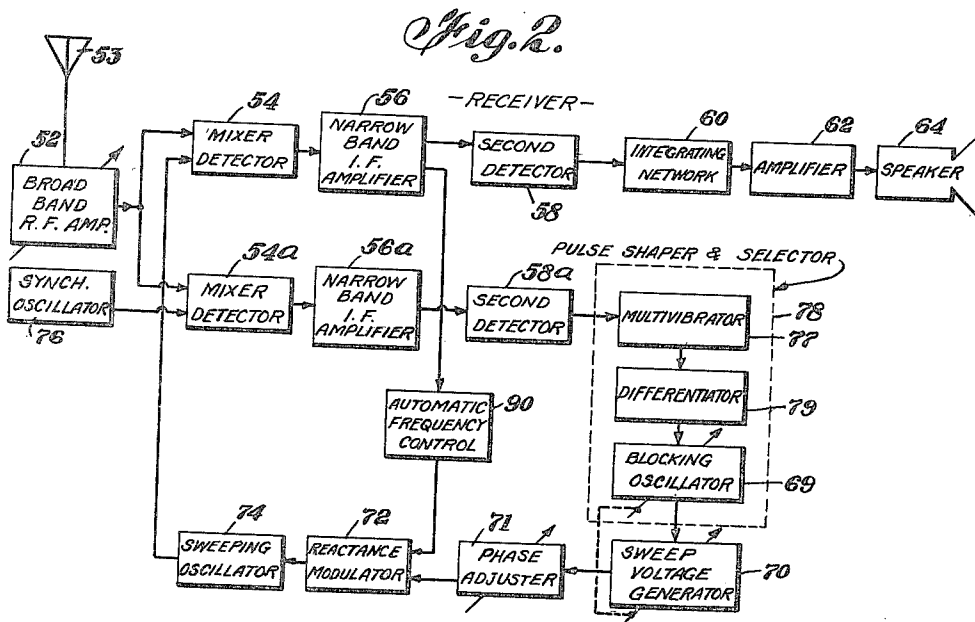 Fig. 2.
53
54
56
- RECEIVER -
60
62
64
52
MIXER
DETECTOR
NARROW
BAND
I.F.
AMPLIFIER
SECOND
DETECTOR
58
INTEGRATING
NETWORK
AMPLIFIER
SPEAKER
BROAD
BAND
R.F. AMP.
PULSE SHAPER & SELECTOR
54a
56a
58a
SYNCH.
OSCILLATOR
76
MIXER
DETECTOR
NARROW
BAND
I.F.
AMPLIFIER
SECOND
DETECTOR
MULTIVIBRATOR
78
77
DIFFERENTIATOR
79
AUTOMATIC
FREQUENCY
CONTROL
90
BLOCKING
OSCILLATOR
69
74
72
71
SWEEPING
OSCILLATOR
REACTANCE
MODULATOR
PHASE
ADJUSTER
SWEEP
VOLTAGE
GENERATOR
70